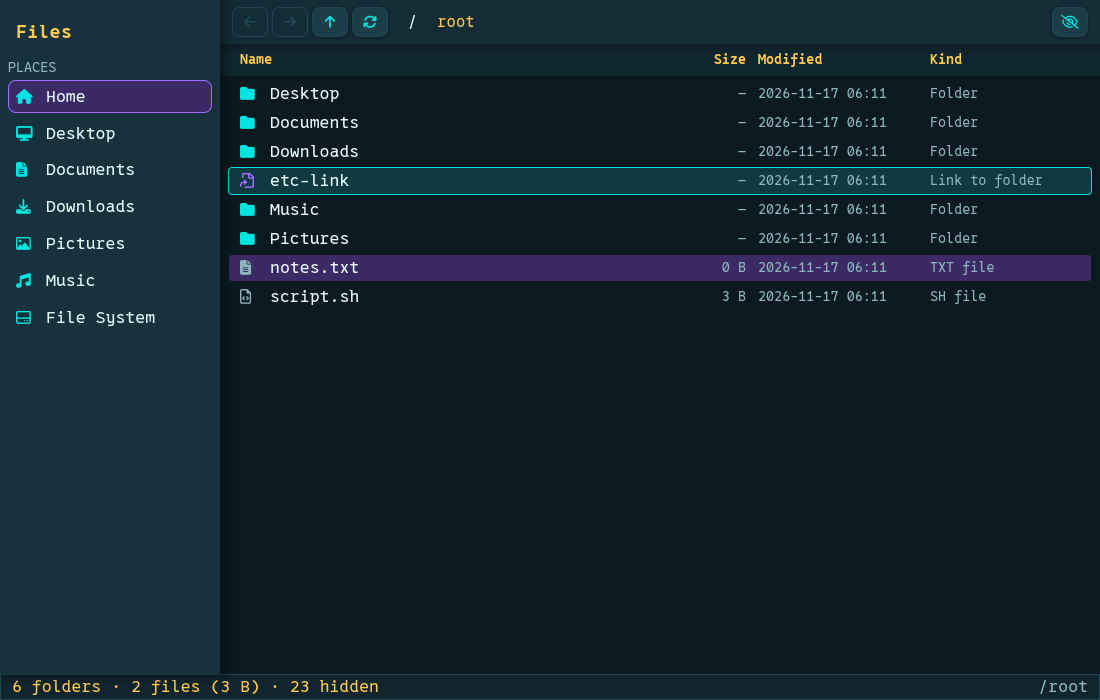 Files
PLACES
Home
Desktop
Documents
Downloads
Pictures
Music
File System
/ root
Name Size Modified Kind
Desktop — 2026-11-17 06:11 Folder
Documents — 2026-11-17 06:11 Folder
Downloads — 2026-11-17 06:11 Folder
etc-link — 2026-11-17 06:11 Link to folder
Music — 2026-11-17 06:11 Folder
Pictures — 2026-11-17 06:11 Folder
notes.txt 0 B 2026-11-17 06:11 TXT file
script.sh 3 B 2026-11-17 06:11 SH file
6 folders · 2 files (3 B) · 23 hidden /root